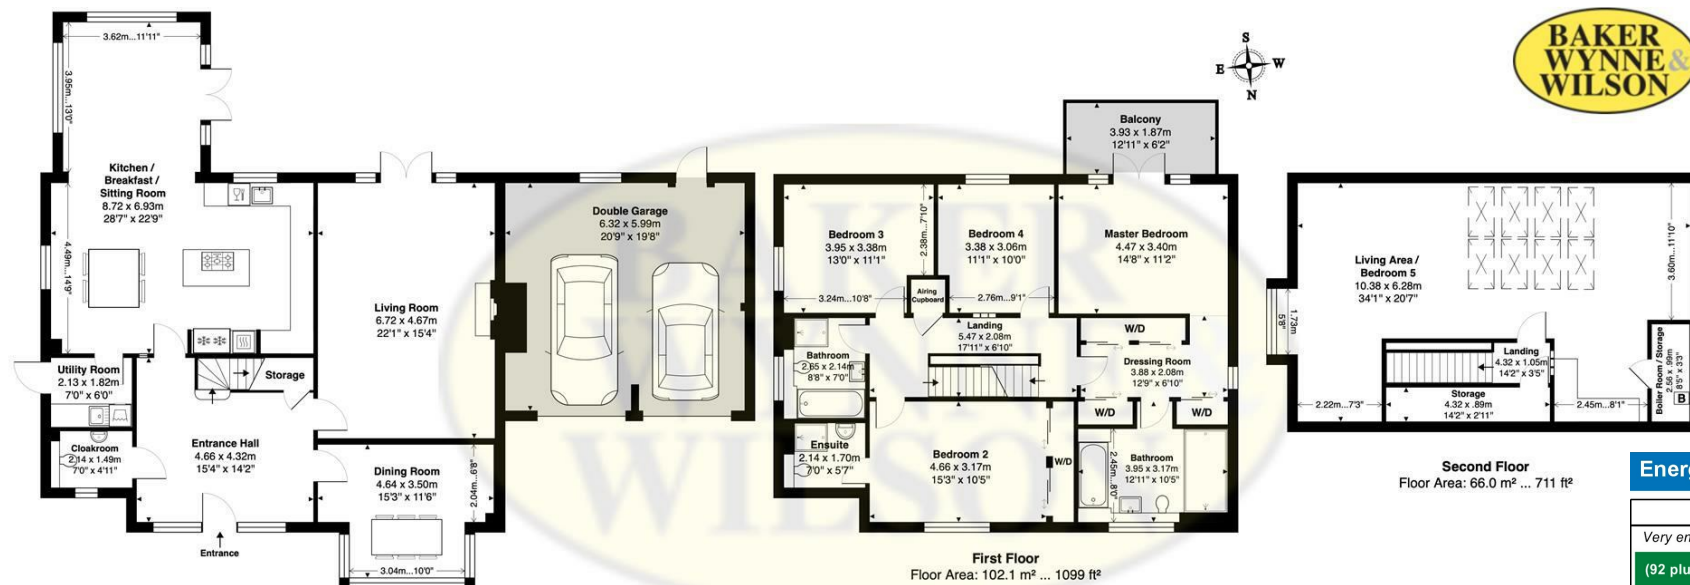 3.62m...11'11"
3.95m...13'0"
Kitchen /
Breakfast /
Sitting Room
8.72 x 6.93m
28'7" x 22'9"
4.49m...14'9"
Utility Room
2.13 x 1.82m
7'0" x 6'0"
Cloakroom
2.14 x 1.49m
7'0" x 4'11"
Storage
Entrance Hall
4.66 x 4.32m
15'4" x 14'2"
Entrance
Living Room
6.72 x 4.67m
22'1" x 15'4"
Dining Room
4.64 x 3.50m
15'3" x 11'6"
2.04m...6'8"
3.04m...10'0"
Double Garage
6.32 x 5.99m
20'9" x 19'8"
BAKER
WYNNE &
WILSON
S
E
W
N
Balcony
3.93 x 1.87m
12'11" x 6'2"
Bedroom 3
3.95 x 3.38m
13'0" x 11'1"
2.38m...7'10"
3.24m...10'8"
Airing
Cupboard
Bedroom 4
3.38 x 3.06m
11'1" x 10'0"
2.76m...9'1"
Master Bedroom
4.47 x 3.40m
14'8" x 11'2"
Landing
5.47 x 2.08m
17'11" x 6'10"
W/D
Dressing Room
3.88 x 2.08m
12'9" x 6'10"
W/D
W/D
Bathroom
2.65 x 2.14m
8'8" x 7'0"
Ensuite
2.14 x 1.70m
7'0" x 5'7"
Bedroom 2
4.66 x 3.17m
15'3" x 10'5"
W/D
2.45m...8'0"
Bathroom
3.95 x 3.17m
12'11" x 10'5"
First Floor
Floor Area: 102.1 m² ... 1099 ft²
Living Area /
Bedroom 5
10.38 x 6.28m
34'1" x 20'7"
3.60m...11'10"
1.73m
5'8"
Landing
4.32 x 1.05m
14'2" x 3'5"
Storage
4.32 x .89m
14'2" x 2'11"
2.22m...7'3"
2.45m...8'1"
Boiler Room / Storage
2.56 x .99m
8'5" x 3'3"
B
Second Floor
Floor Area: 66.0 m² ... 711 ft²
BAKER
WYNNE &
WILSON
Energ
Very en
(92 plu